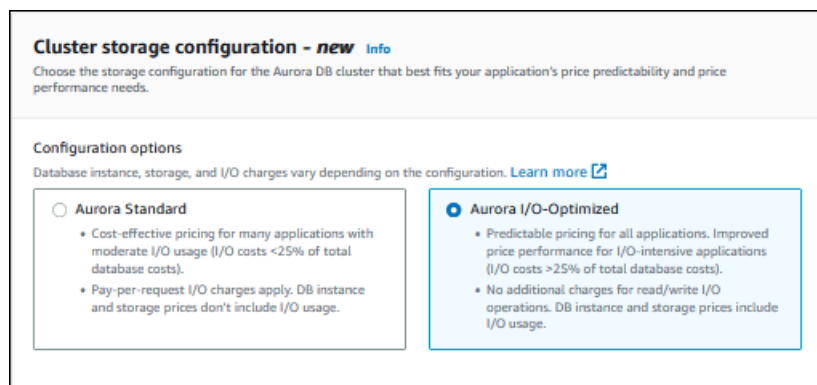 Cluster storage configuration - new Info
Choose the storage configuration for the Aurora DB cluster that best fits your application's price predictability and price
performance needs.
Configuration options
Database instance, storage, and I/O charges vary depending on the configuration. Learn more
Aurora Standard
• Cost-effective pricing for many applications with
moderate I/O usage (I/O costs <25% of total
database costs).
• Pay-per-request I/O charges apply. DB instance
and storage prices don't include I/O usage.
Aurora I/O-Optimized
• Predictable pricing for all applications. Improved
price performance for I/O-intensive applications
(I/O costs >25% of total database costs).
• No additional charges for read/write I/O
operations. DB instance and storage prices include
I/O usage.